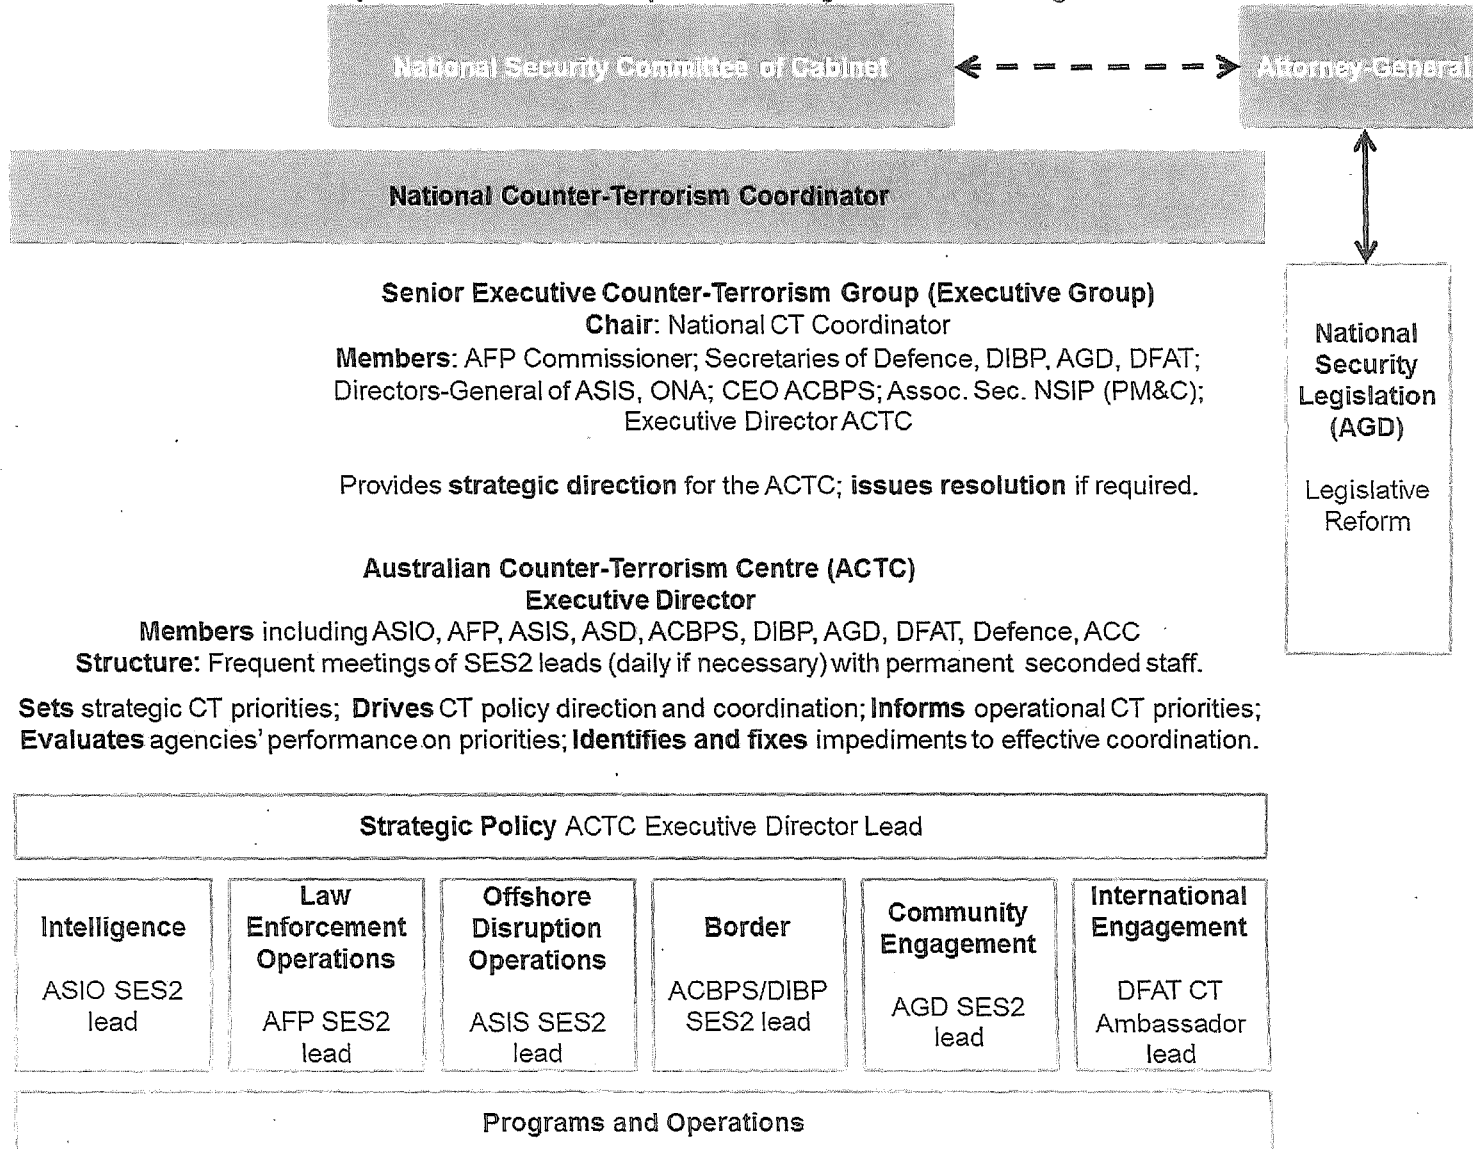 National Security Committee of Cabinet
Attorney-General
National Counter-Terrorism Coordinator
Senior Executive Counter-Terrorism Group (Executive Group)
Chair: National CT Coordinator
Members: AFP Commissioner; Secretaries of Defence, DIBP, AGD, DFAT;
Directors-General of ASIS, ONA; CEO ACBPS; Assoc. Sec. NSIP (PM&C);
Executive Director ACTC
Provides strategic direction for the ACTC; issues resolution if required.
National
Security
Legislation
(AGD)
Legislative
Reform
Australian Counter-Terrorism Centre (ACTC)
Executive Director
Members including ASIO, AFP, ASIS, ASD, ACBPS, DIBP, AGD, DFAT, Defence, ACC
Structure: Frequent meetings of SES2 leads (daily if necessary) with permanent seconded staff.
Sets strategic CT priorities; Drives CT policy direction and coordination; Informs operational CT priorities;
Evaluates agencies' performance on priorities; Identifies and fixes impediments to effective coordination.
Strategic Policy ACTC Executive Director Lead
Intelligence
ASIO SES2
lead
Law
Enforcement
Operations
AFP SES2
lead
Offshore
Disruption
Operations
ASIS SES2
lead
Border
ACBPS/DIBP
SES2 lead
Community
Engagement
AGD SES2
lead
International
Engagement
DFAT CT
Ambassador
lead
Programs and Operations